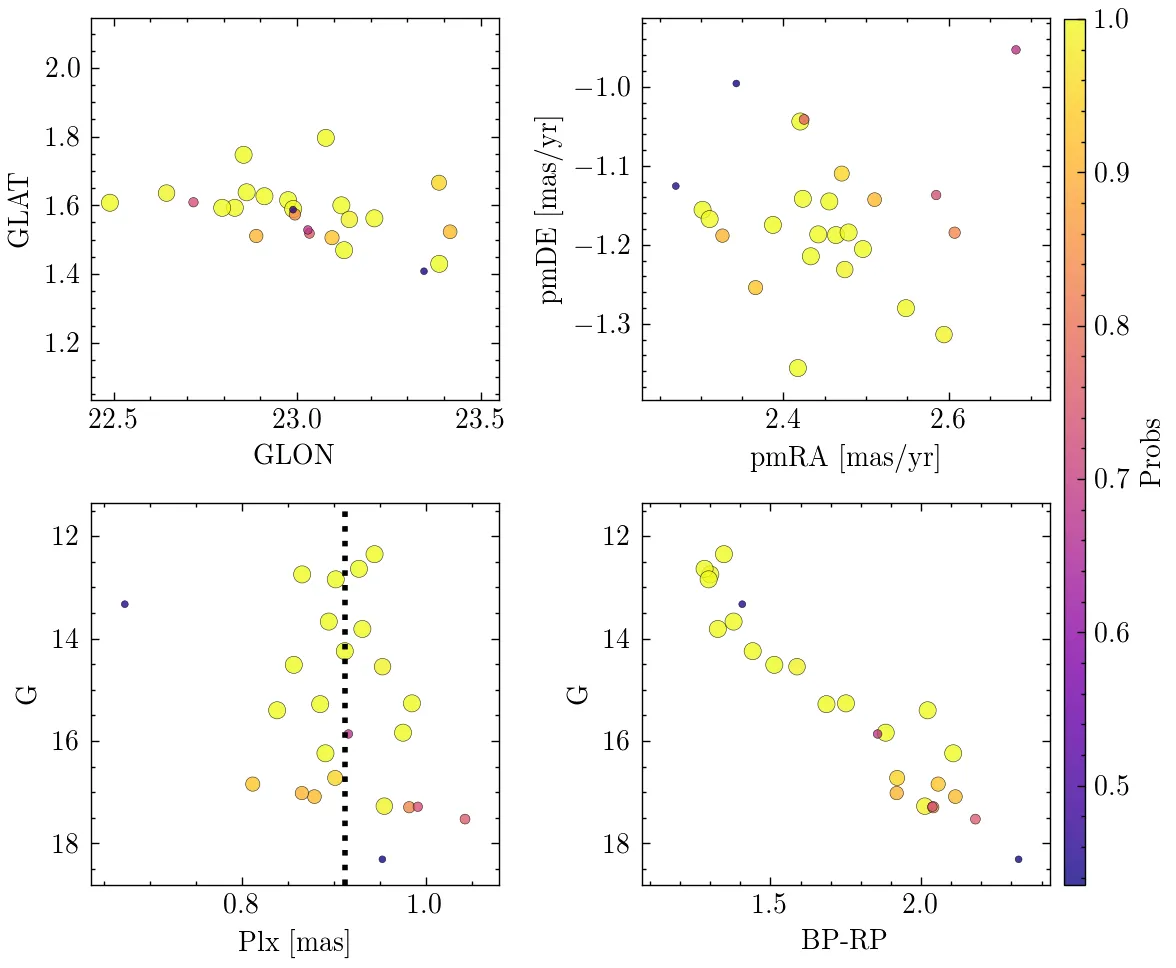 2.0
1.8
1.6
1.4
1.2
GLAT
22.5 23.0 23.5
GLON
−1.0
−1.1
−1.2
−1.3
pmDE [mas/yr]
2.4 2.6
pmRA [mas/yr]
12
14
16
18
G
0.8 1.0
Plx [mas]
12
14
16
18
G
1.5 2.0
BP-RP
1.0
0.9
0.8
0.7
0.6
0.5
Probs